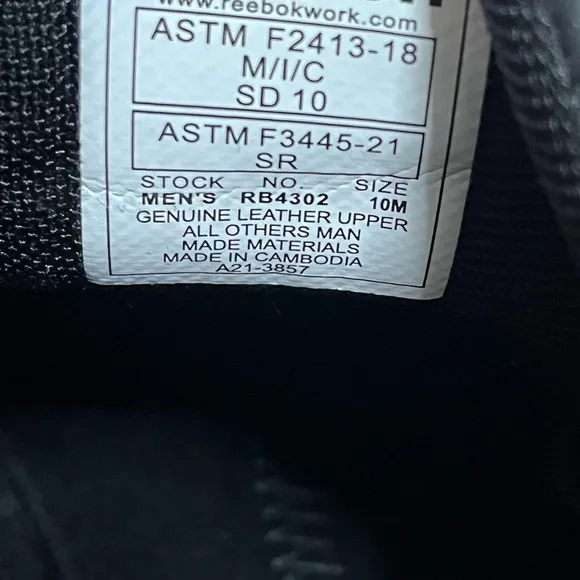 www.reebokwork.com
ASTM F2413-18
M/I/C
SD 10
ASTM F3445-21
SR
STOCK NO. SIZE
MEN'S RB4302 10M
GENUINE LEATHER UPPER
ALL OTHERS MAN
MADE MATERIALS
MADE IN CAMBODIA
A21-3857